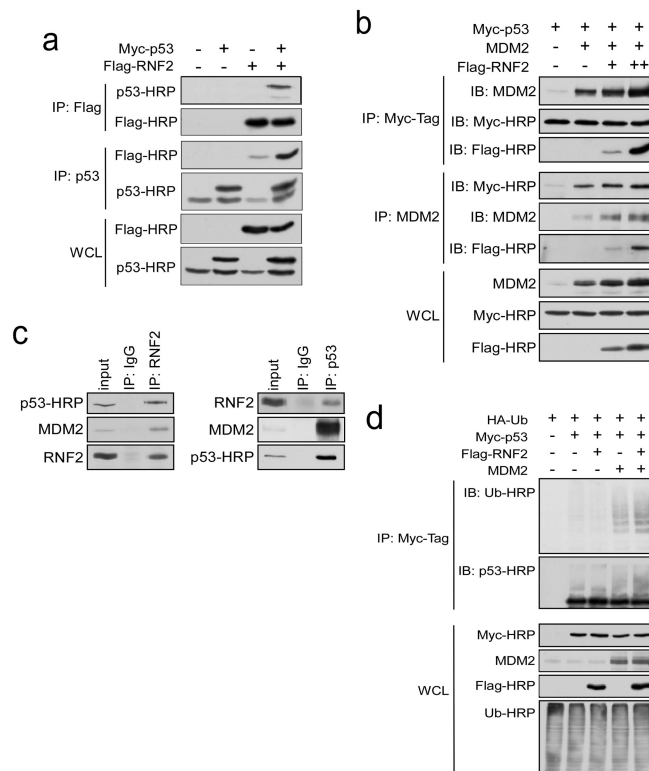 a
Myc-p53 - + - +
Flag-RNF2 - - + +
IP: Flag
p53-HRP
Flag-HRP
IP: p53
Flag-HRP
p53-HRP
WCL
Flag-HRP
p53-HRP
b
Myc-p53 + + + +
MDM2 - + + +
Flag-RNF2 - - + ++
IP: Myc-Tag
IB: MDM2
IB: Myc-HRP
IB: Flag-HRP
IP: MDM2
IB: Myc-HRP
IB: MDM2
IB: Flag-HRP
WCL
MDM2
Myc-HRP
Flag-HRP
c
input
IP: IgG
IP: RNF2
p53-HRP
MDM2
RNF2
input
IP: IgG
IP: p53
RNF2
MDM2
p53-HRP
d
HA-Ub + + + + +
Myc-p53 - + + + +
Flag-RNF2 - - + - +
MDM2 - - - + +
IP: Myc-Tag
IB: Ub-HRP
IB: p53-HRP
WCL
Myc-HRP
MDM2
Flag-HRP
Ub-HRP